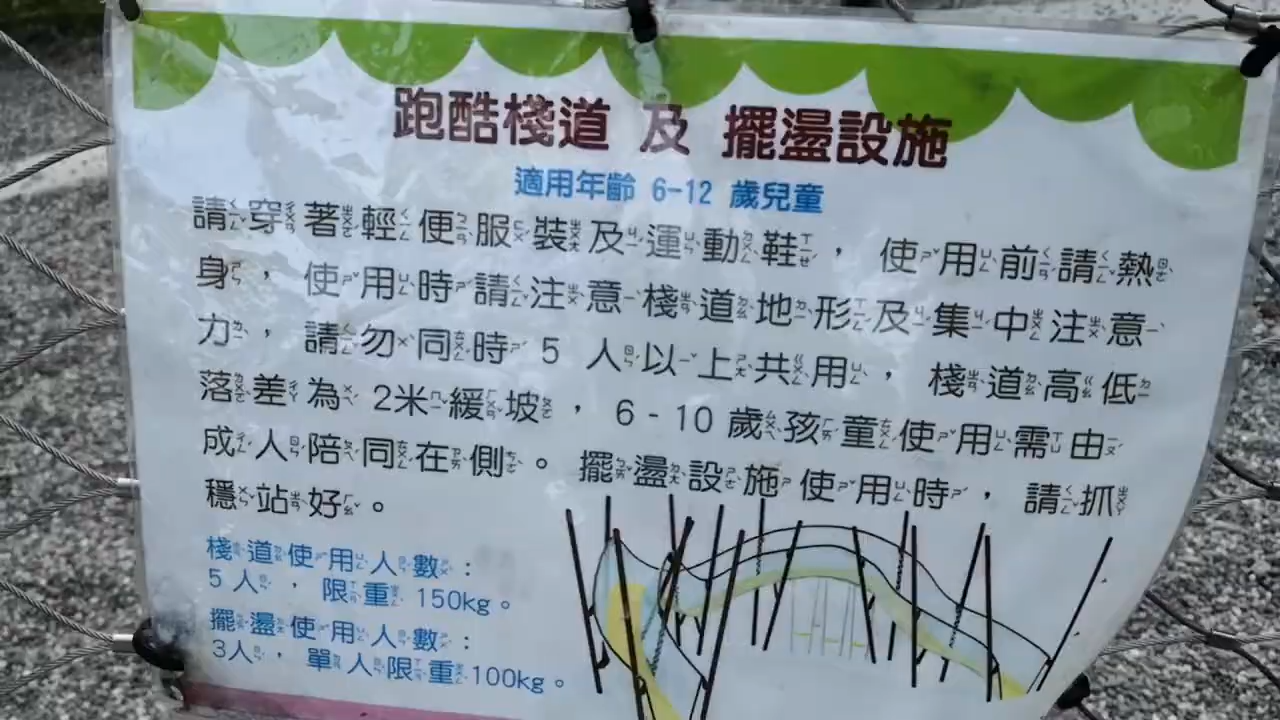 跑酷棧道 及 擺盪設施
適用年齡 6-12 歲兒童
請穿著輕便服裝及運動鞋，使用前請熱
身，使用時請注意棧道地形及集中注意
力，請勿同時 5 人以上共用，棧道高低
落差為 2米緩坡，6-10 歲孩童使用需由
成人陪同在側。擺盪設施使用時，請抓
穩站好。
棧道使用人數：
5人，限重 150kg。
擺盪使用人數：
3人，單人限重100kg。